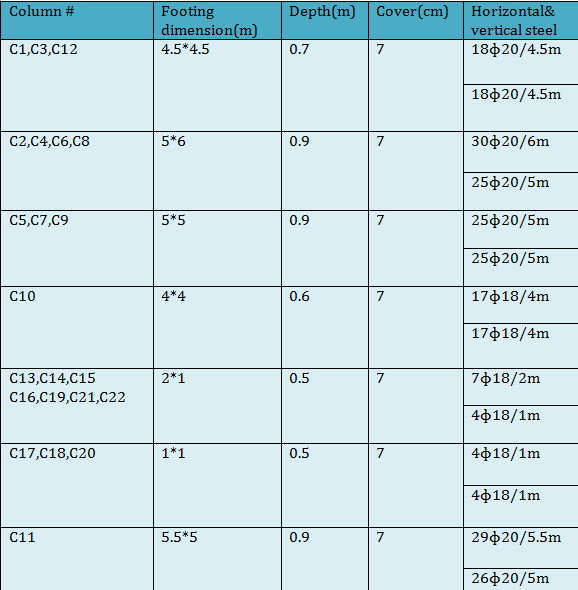 Column # Footing dimension(m) Depth(m) Cover(cm) Horizontal& vertical steel
C1,C3,C12 4.5*4.5 0.7 7 18ф20/4.5m
18ф20/4.5m
C2,C4,C6,C8 5*6 0.9 7 30ф20/6m
25ф20/5m
C5,C7,C9 5*5 0.9 7 25ф20/5m
25ф20/5m
C10 4*4 0.6 7 17ф18/4m
17ф18/4m
C13,C14,C15 2*1 0.5 7 7ф18/2m
C16,C19,C21,C22
4ф18/1m
C17,C18,C20 1*1 0.5 7 4ф18/1m
4ф18/1m
C11 5.5*5 0.9 7 29ф20/5.5m
26ф20/5m